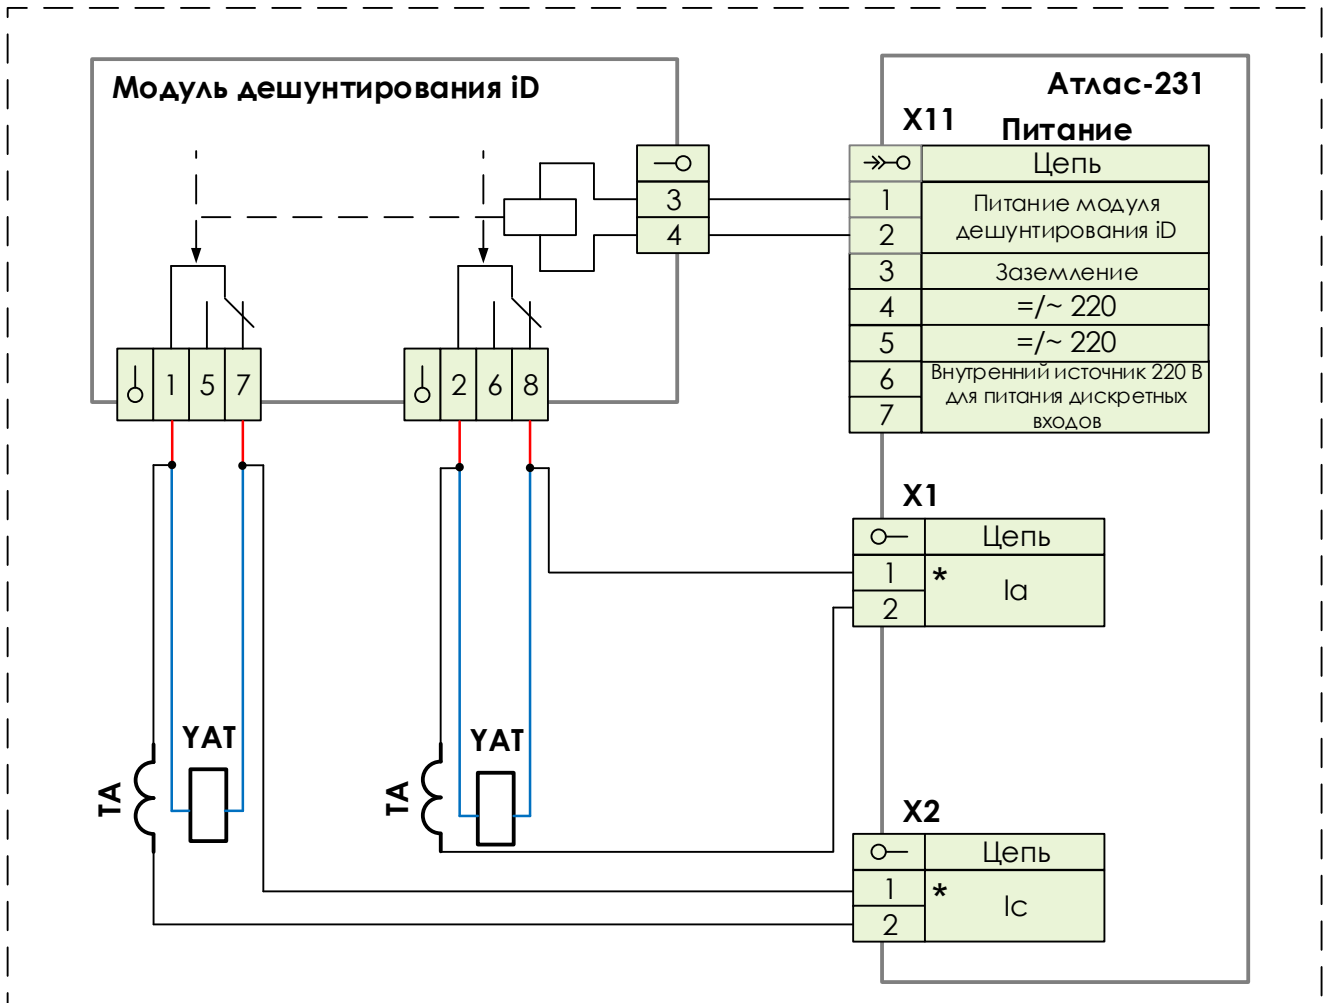 Модуль дешунтирования iD
Атлас-231
X11
Питание
Цепь
3
1
Питание модуля
дешунтирования iD
4
2
3
Заземление
4
=/~ 220
5
=/~ 220
6
Внутренний источник 220 В
для питания дискретных
входов
7
1 5 7
2 6 8
X1
Цепь
1
* Ia
2
YAT
YAT
TA
TA
X2
Цепь
1
* Ic
2